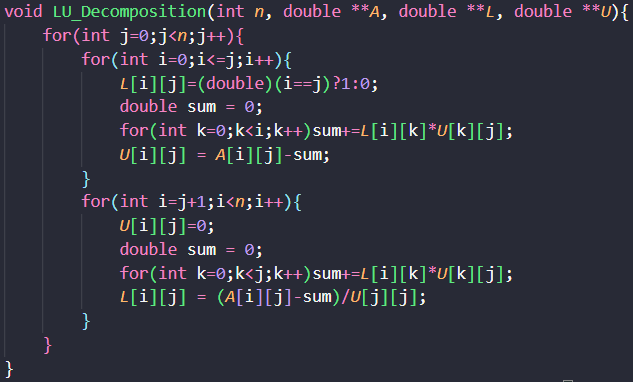 void LU_Decomposition(int n, double **A, double **L, double **U){
    for(int j=0;j<n;j++){
        for(int i=0;i<=j;i++){
            L[i][j]=(double)(i==j)?1:0;
            double sum = 0;
            for(int k=0;k<i;k++)sum+=L[i][k]*U[k][j];
            U[i][j] = A[i][j]-sum;
        }
        for(int i=j+1;i<n;i++){
            U[i][j]=0;
            double sum = 0;
            for(int k=0;k<j;k++)sum+=L[i][k]*U[k][j];
            L[i][j] = (A[i][j]-sum)/U[j][j];
        }
    }
}